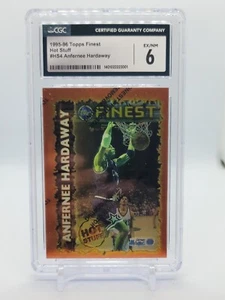 CGC CERTIFIED GUARANTY COMPANY
1995-96 Topps Finest
Hot Stuff
#HS4 Anfernee Hardaway
EX/NM
6
FINEST
ANFERNEE HARDAWAY
HOT
STUFF